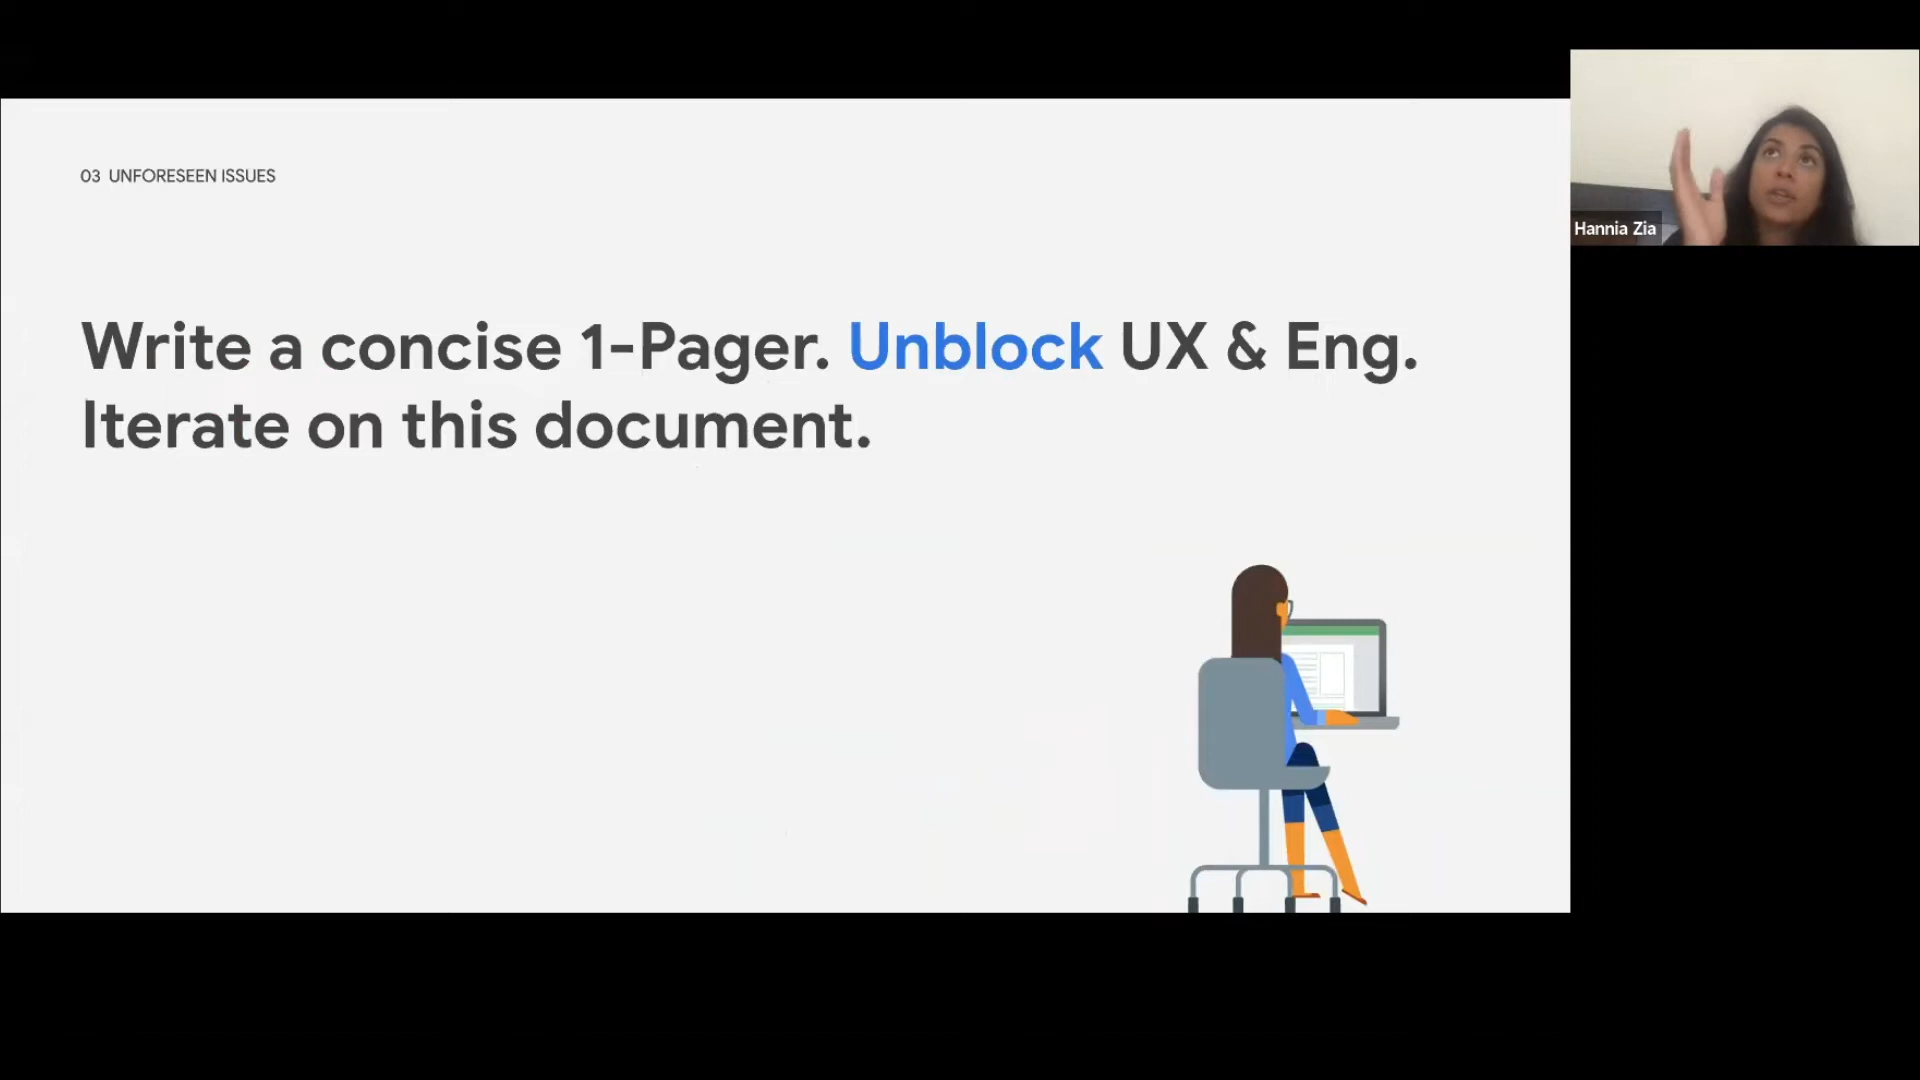 03 UNFORESEEN ISSUES
Write a concise 1-Pager. Unblock UX & Eng.
Iterate on this document.
Hannia Zia